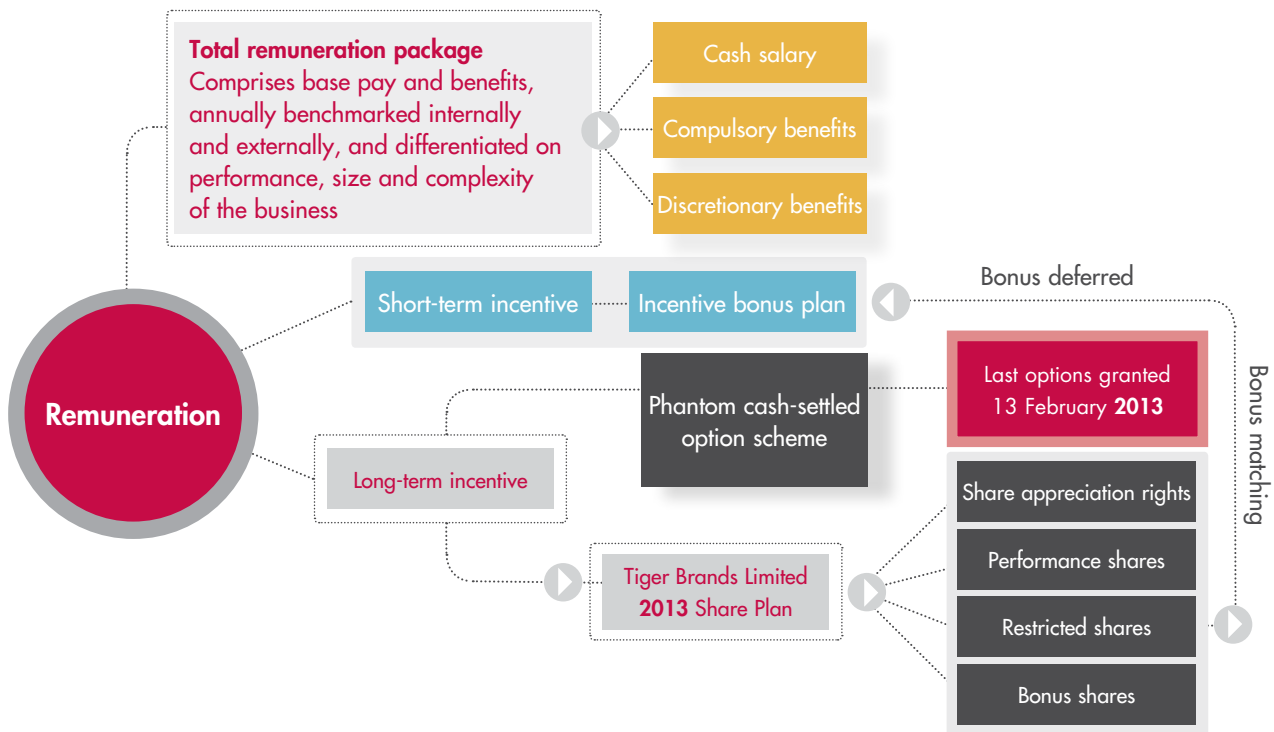 Total remuneration package
Comprises base pay and benefits,
annually benchmarked internally
and externally, and differentiated on
performance, size and complexity
of the business
Cash salary
Compulsory benefits
Discretionary benefits
Remuneration
Short-term incentive
Incentive bonus plan
Bonus deferred
Bonus matching
Long-term incentive
Phantom cash-settled
option scheme
Last options granted
13 February 2013
Tiger Brands Limited
2013 Share Plan
Share appreciation rights
Performance shares
Restricted shares
Bonus shares